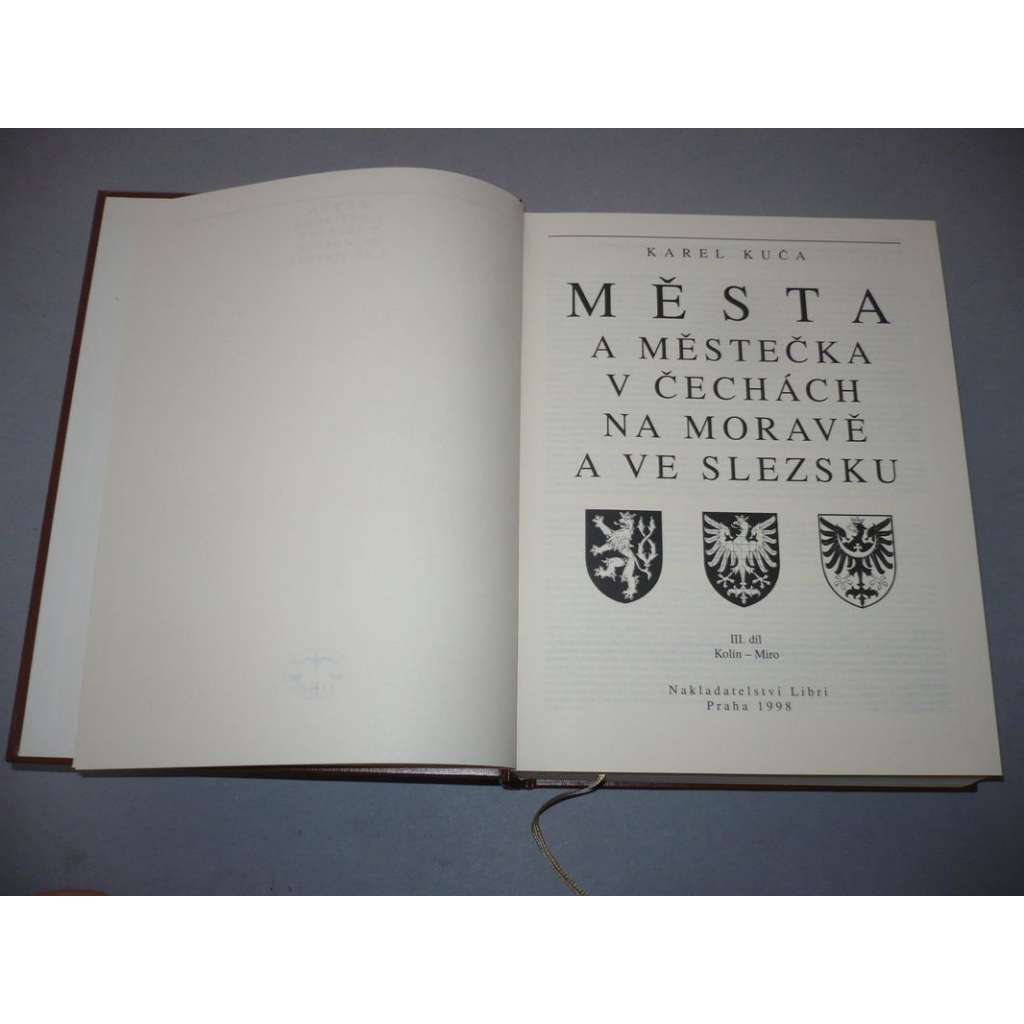 KAREL KUČA
MĚSTA
A MĚSTEČKA
V ČECHÁCH
NA MORAVĚ
A VE SLEZSKU
III. díl
Kolín – Miro
Nakladatelství Libri
Praha 1998